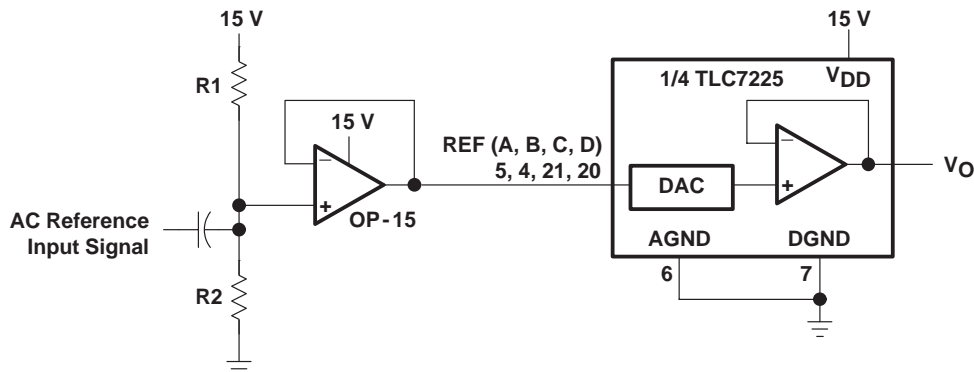 15 V
R1
15 V
−
+
OP-15
AC Reference
Input Signal
R2
REF (A, B, C, D)
5, 4, 21, 20
15 V
1/4 TLC7225
VDD
DAC
−
+
VO
AGND
DGND
6
7